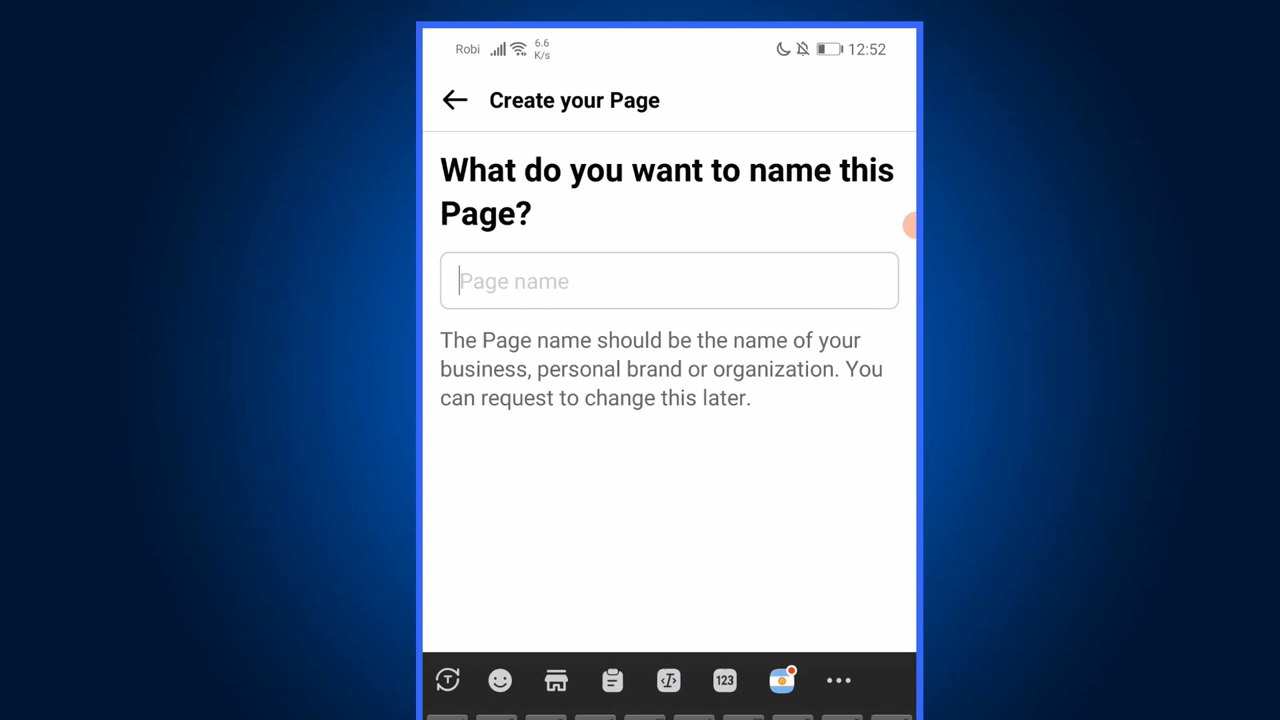 Robi 6.6 K/s 12:52
Create your Page
What do you want to name this
Page?
Page name
The Page name should be the name of your
business, personal brand or organization. You
can request to change this later.
T 123